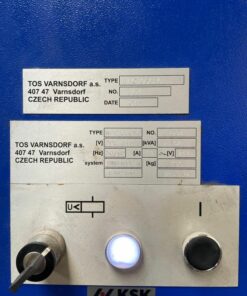 TOS VARNSDORF a.s.
407 47 Varnsdorf
CZECH REPUBLIC
TYPE
NO.
DATE
TOS VARNSDORF a.s.
407 47 Varnsdorf
CZECH REPUBLIC
TYPE NO.
[V] [kVA]
[Hz] [A] [V]
system [kg]
U<
I
KSK